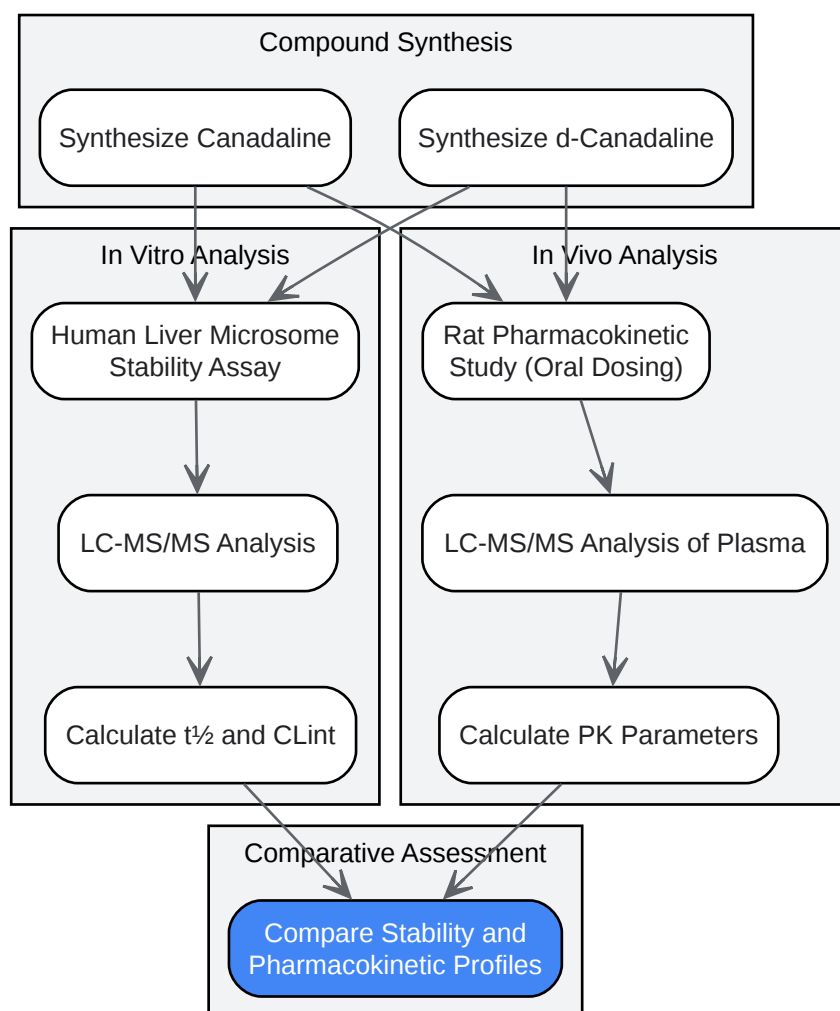 Compound Synthesis
Synthesize Canadaline
Synthesize d-Canadaline
In Vitro Analysis
In Vivo Analysis
Human Liver Microsome
Stability Assay
Rat Pharmacokinetic
Study (Oral Dosing)
LC-MS/MS Analysis
LC-MS/MS Analysis of Plasma
Calculate t½ and CLint
Calculate PK Parameters
Comparative Assessment
Compare Stability and
Pharmacokinetic Profiles